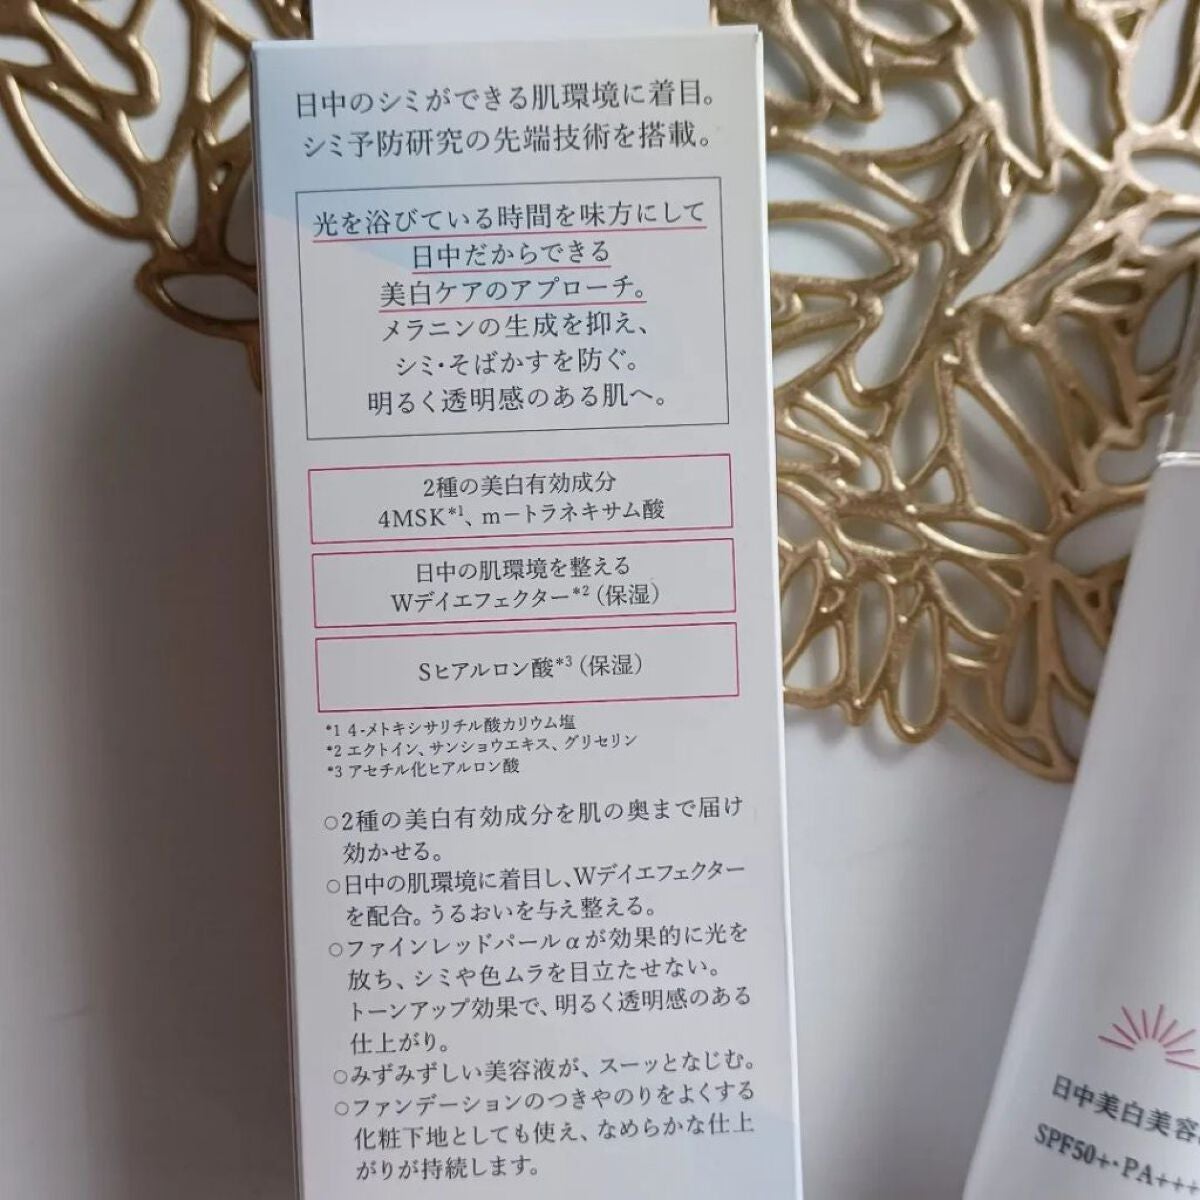 日中のシミができる肌環境に着目。
シミ予防研究の先端技術を搭載。
光を浴びている時間を味方にして
日中だからできる
美白ケアのアプローチ。
メラニンの生成を抑え、
シミ・そばかすを防ぐ。
明るく透明感のある肌へ。
2種の美白有効成分
4MSK*1、m－トラネキサム酸
日中の肌環境を整える
Wデイエフェクター*2(保湿)
Sヒアルロン酸*3(保湿)
*1 4-メトキシサリチル酸カリウム塩
*2 エクトイン、サンショウエキス、グリセリン
*3 アセチル化ヒアルロン酸
○2種の美白有効成分を肌の奥まで届け
効かせる。
○日中の肌環境に着目し、Wデイエフェクター
を配合。うるおいを与え整える。
○ファインレッドパールαが効果的に光を
放ち、シミや色ムラを目立たせない。
トーンアップ効果で、明るく透明感のある
仕上がり。
○みずみずしい美容液が、スーッとなじむ。
○ファンデーションのつきやのりをよくする
化粧下地としても使え、なめらかな仕上
がりが持続します。
日中美白美容
SPF50+・PA+++